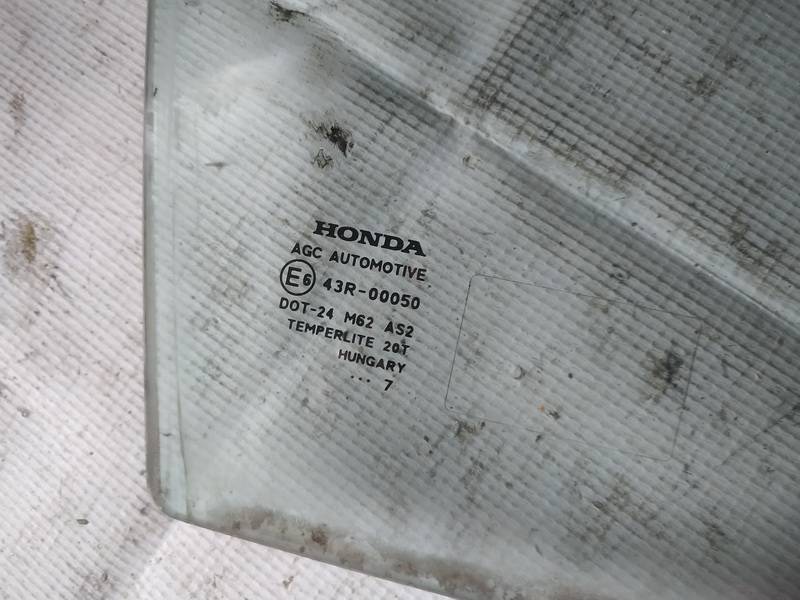 HONDA
AGC AUTOMOTIVE
E6 43R-00050
DOT-24 M62 AS2
TEMPERLITE 20T
HUNGARY
... 7